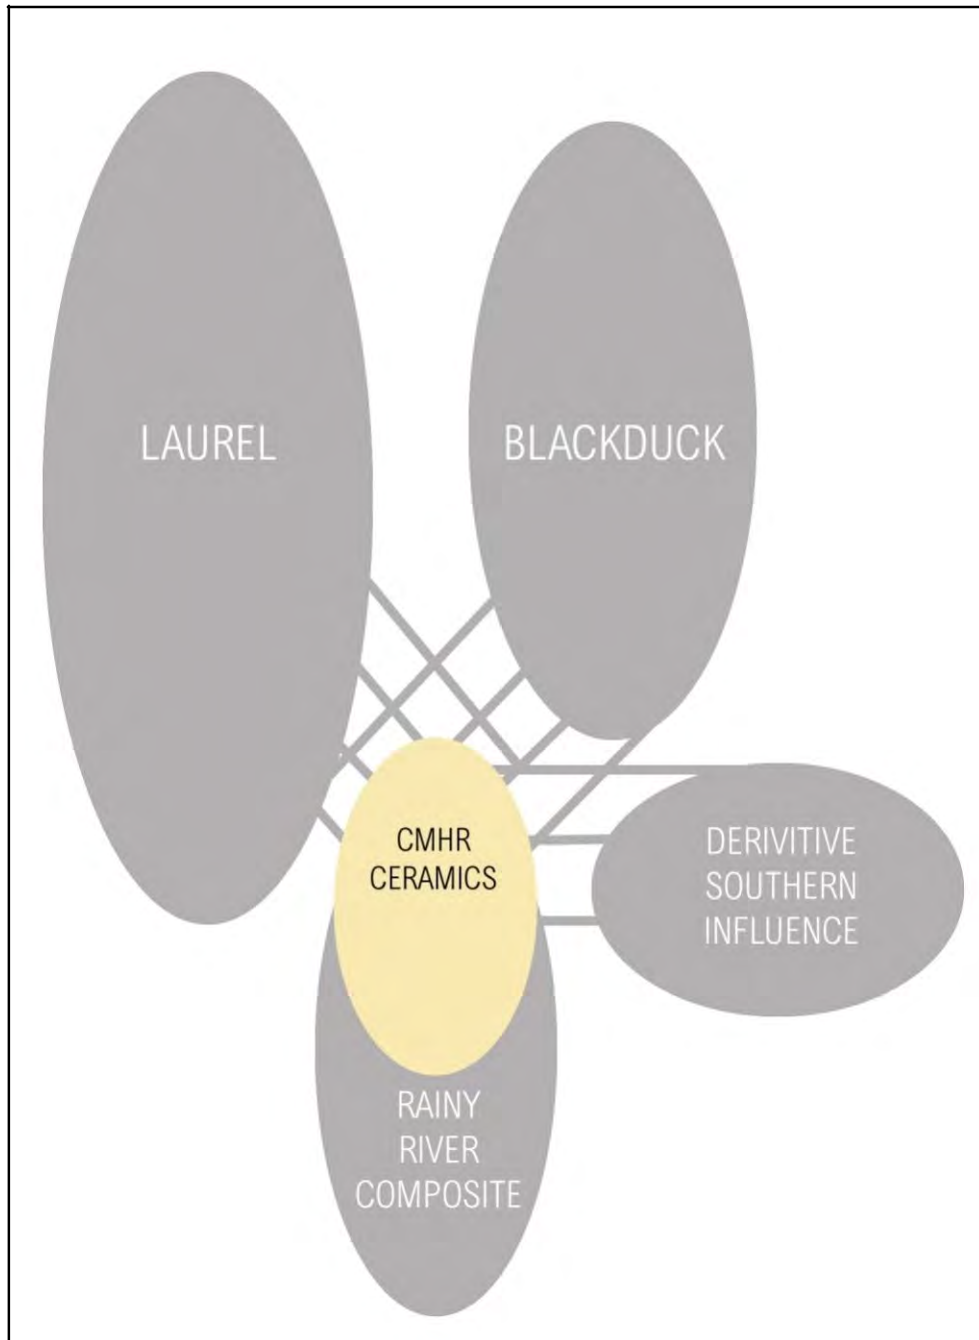 LAUREL
BLACKDUCK
CMHR
CERAMICS
DERIVITIVE
SOUTHERN
INFLUENCE
RAINY
RIVER
COMPOSITE